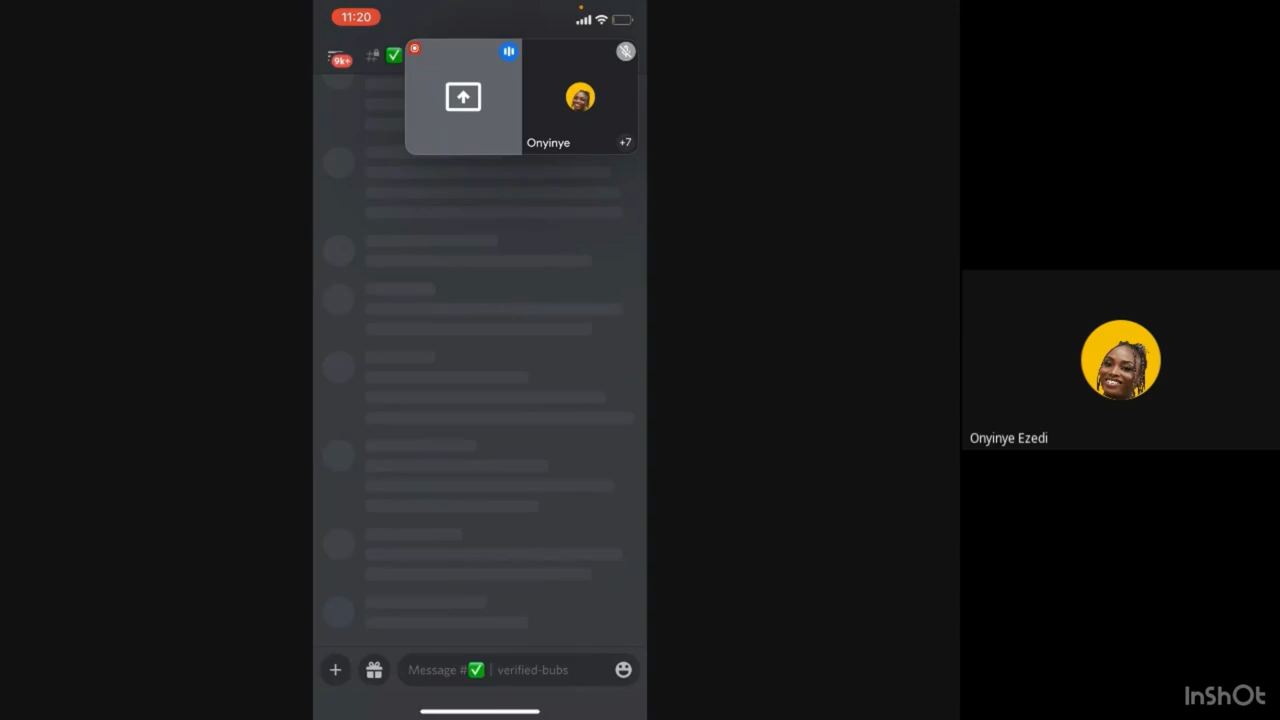 11:20
9k+
#✅
Onyinye
+7
Message #✅ | verified-bubs
Onyinye Ezedi
InShOt